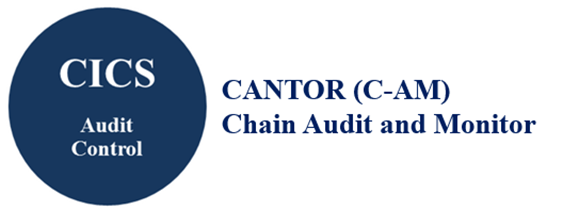 CICS
Audit
Control
CANTOR (C-AM)
Chain Audit and Monitor